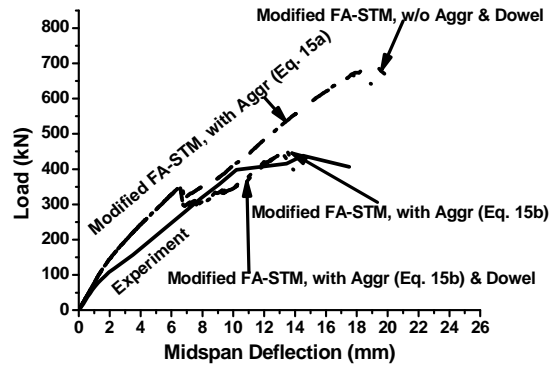 Modified FA-STM, w/o Aggr & Dowel
Modified FA-STM, with Aggr (Eq. 15a)
Modified FA-STM, with Aggr (Eq. 15b)
Modified FA-STM, with Aggr (Eq. 15b) & Dowel
Experiment
Load (kN)
800
700
600
500
400
300
200
100
0
0 2 4 6 8 10 12 14 16 18 20 22 24 26
Midspan Deflection (mm)